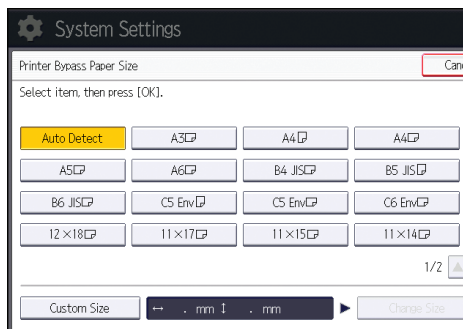 System Settings
Printer Bypass Paper Size
Select item, then press [OK].
Auto Detect A3 A4 A4
A5 A6 B4 JIS B5 JIS
B6 JIS C5 Env C5 Env C6 Env
12×18 11×17 11×15 11×14
1/2
Custom Size ↔ . mm ↕ . mm ▶ Change Size